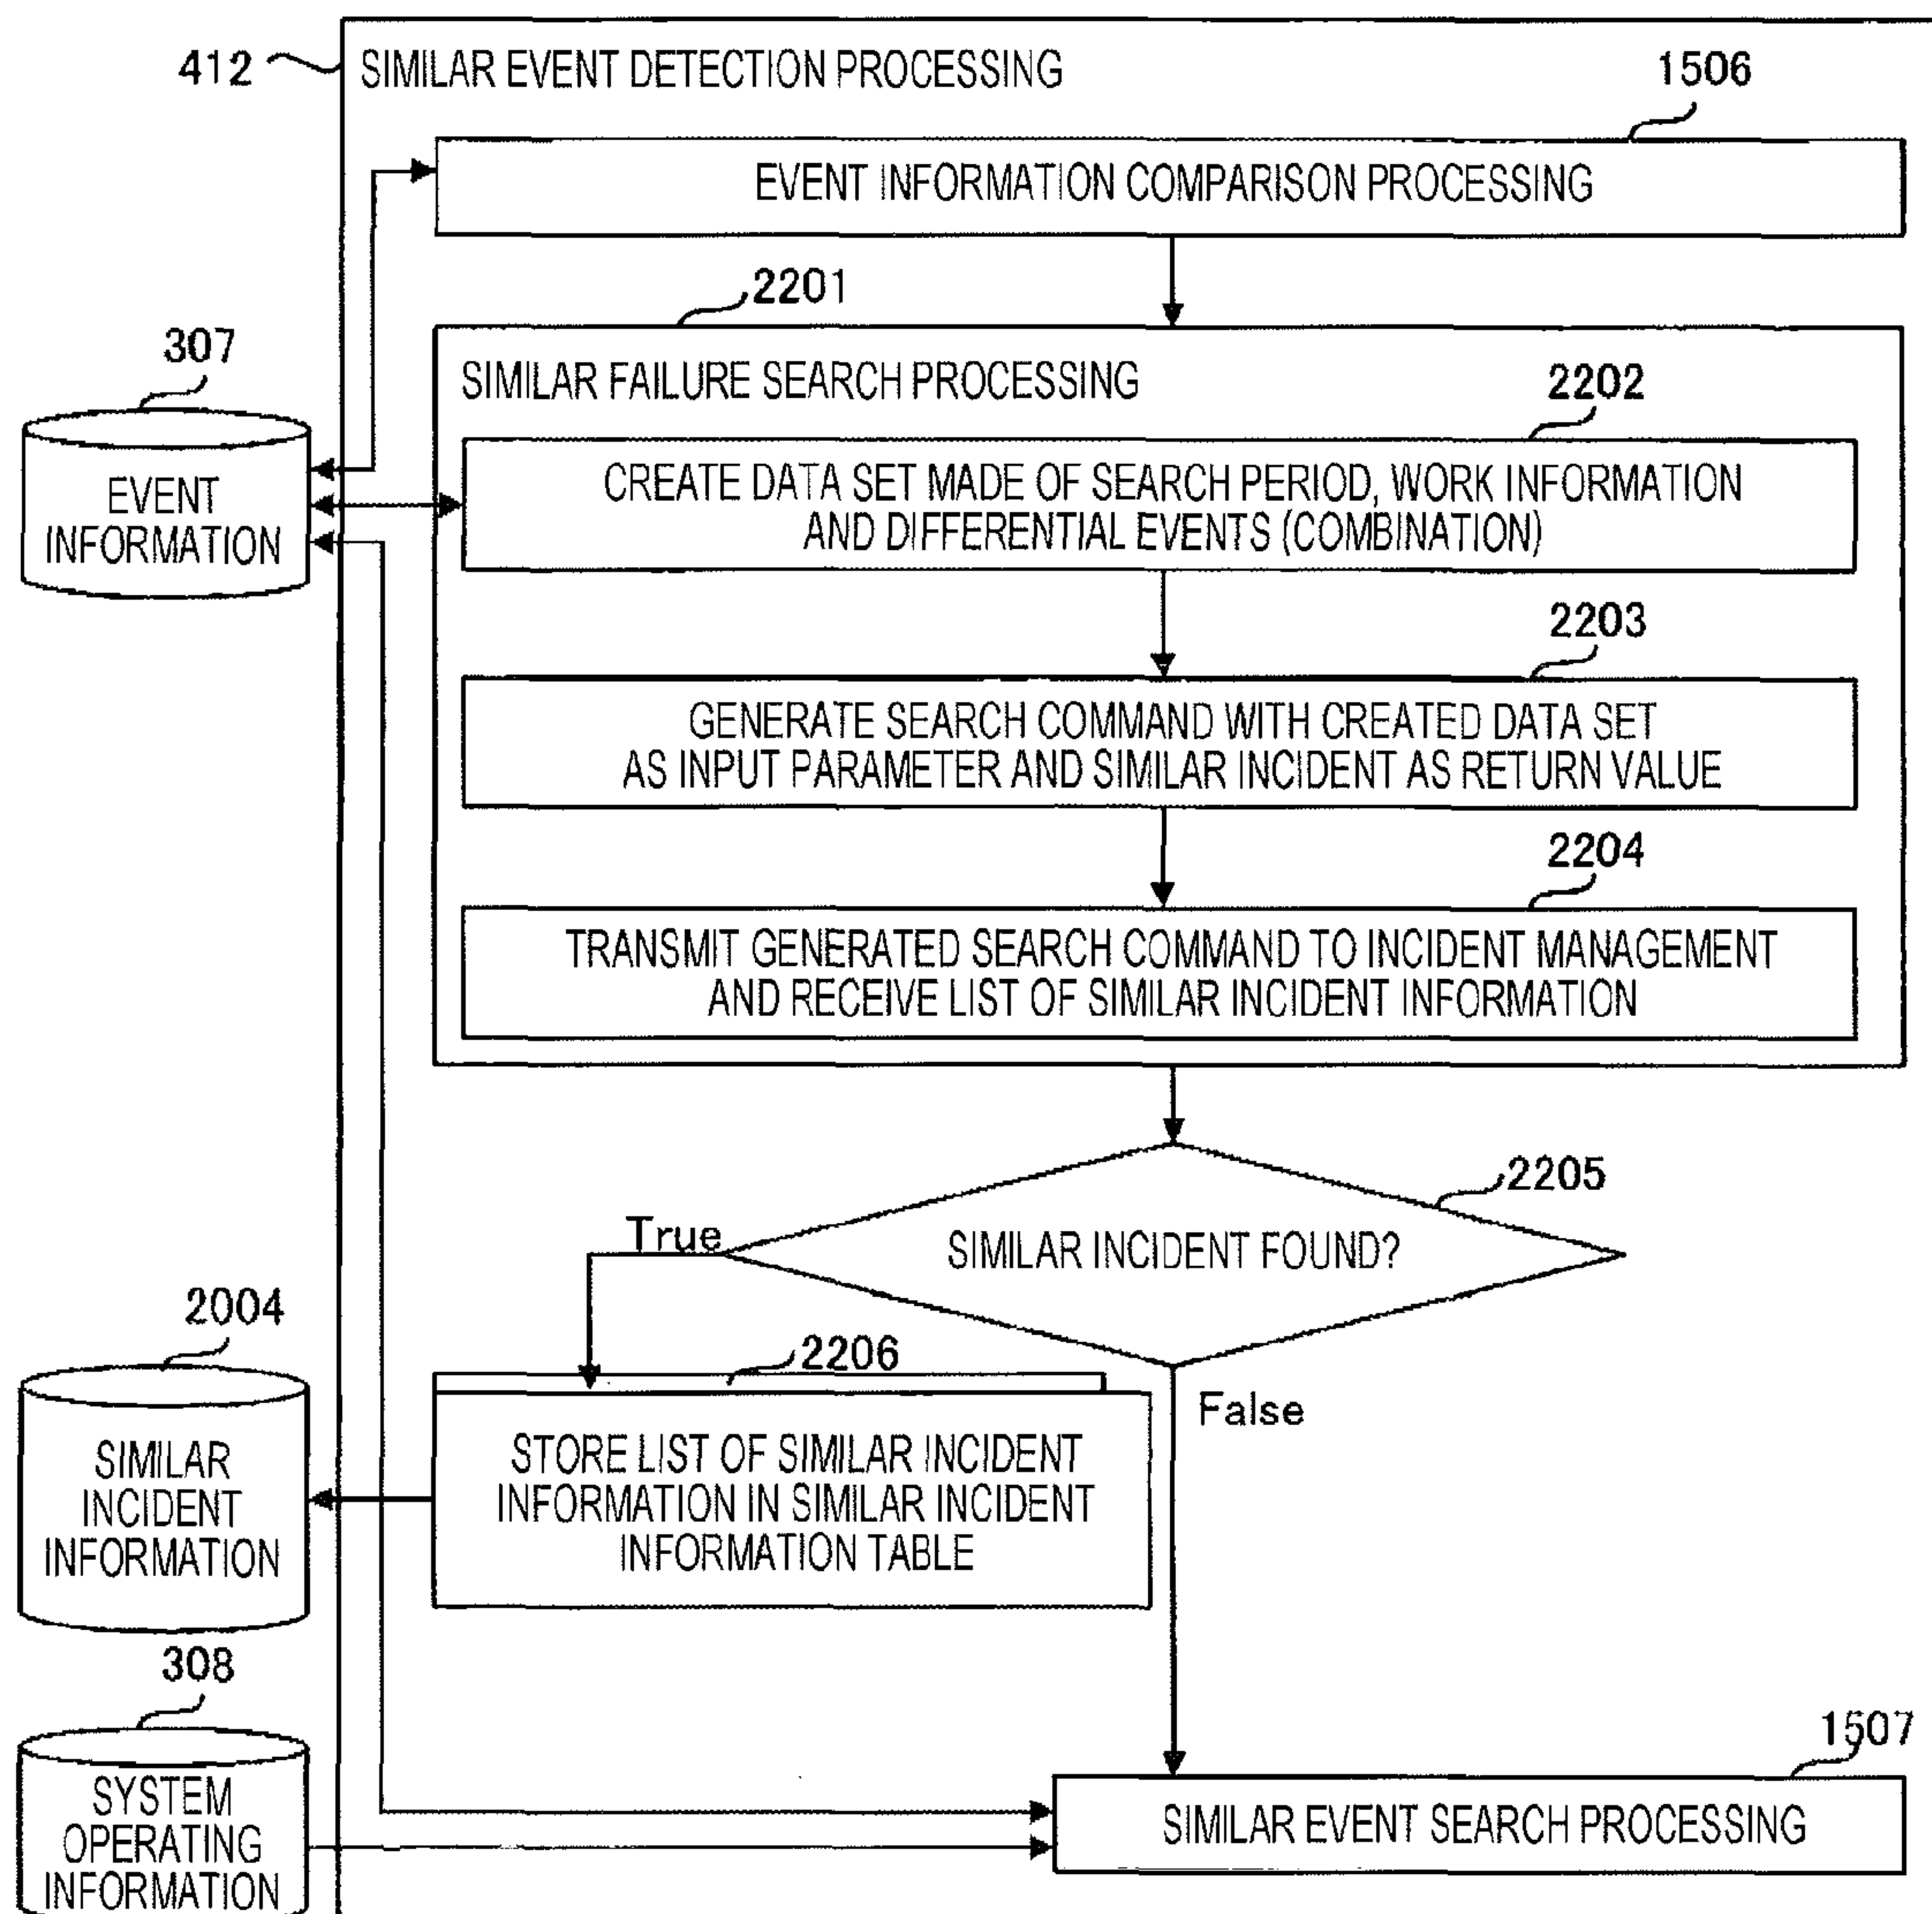 412
SIMILAR EVENT DETECTION PROCESSING
1506
EVENT INFORMATION COMPARISON PROCESSING
2201
307
SIMILAR FAILURE SEARCH PROCESSING
2202
EVENT
INFORMATION
CREATE DATA SET MADE OF SEARCH PERIOD, WORK INFORMATION
AND DIFFERENTIAL EVENTS (COMBINATION)
2203
GENERATE SEARCH COMMAND WITH CREATED DATA SET
AS INPUT PARAMETER AND SIMILAR INCIDENT AS RETURN VALUE
2204
TRANSMIT GENERATED SEARCH COMMAND TO INCIDENT MANAGEMENT
AND RECEIVE LIST OF SIMILAR INCIDENT INFORMATION
2205
True
SIMILAR INCIDENT FOUND?
2004
2206
False
SIMILAR
INCIDENT
INFORMATION
STORE LIST OF SIMILAR INCIDENT
INFORMATION IN SIMILAR INCIDENT
INFORMATION TABLE
308
1507
SYSTEM
OPERATING
INFORMATION
SIMILAR EVENT SEARCH PROCESSING